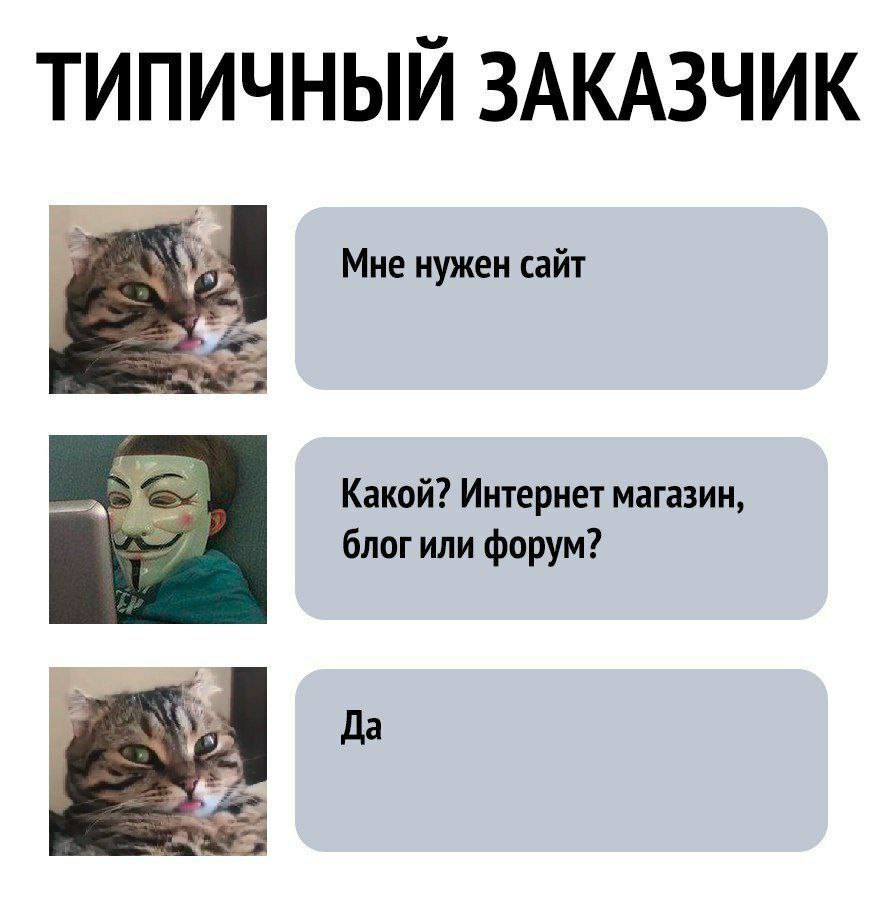 ТИПИЧНЫЙ ЗАКАЗЧИК
Мне нужен сайт
Какой? Интернет магазин,
блог или форум?
Да